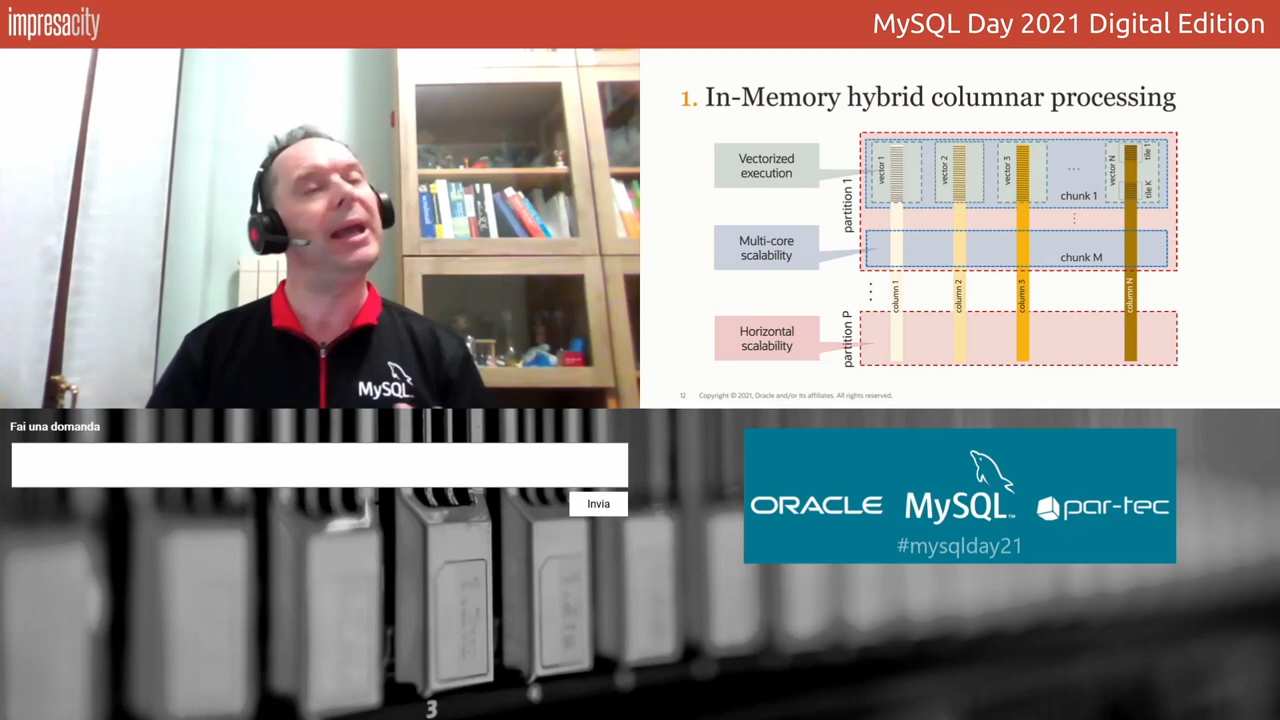 impresacity
MySQL Day 2021 Digital Edition
1. In-Memory hybrid columnar processing
Vectorized
execution
Multi-core
scalability
Horizontal
scalability
partition 1
partition P
vector 1
vector 2
vector 3
vector N
tile 1
tile K
...
chunk 1
...
chunk M
...
column 1
column 2
column 3
column N
12 Copyright © 2021, Oracle and/or its affiliates. All rights reserved.
MySQL
Fai una domanda
Invia
ORACLE MySQL™ par-tec
#mysqlday21
3
4